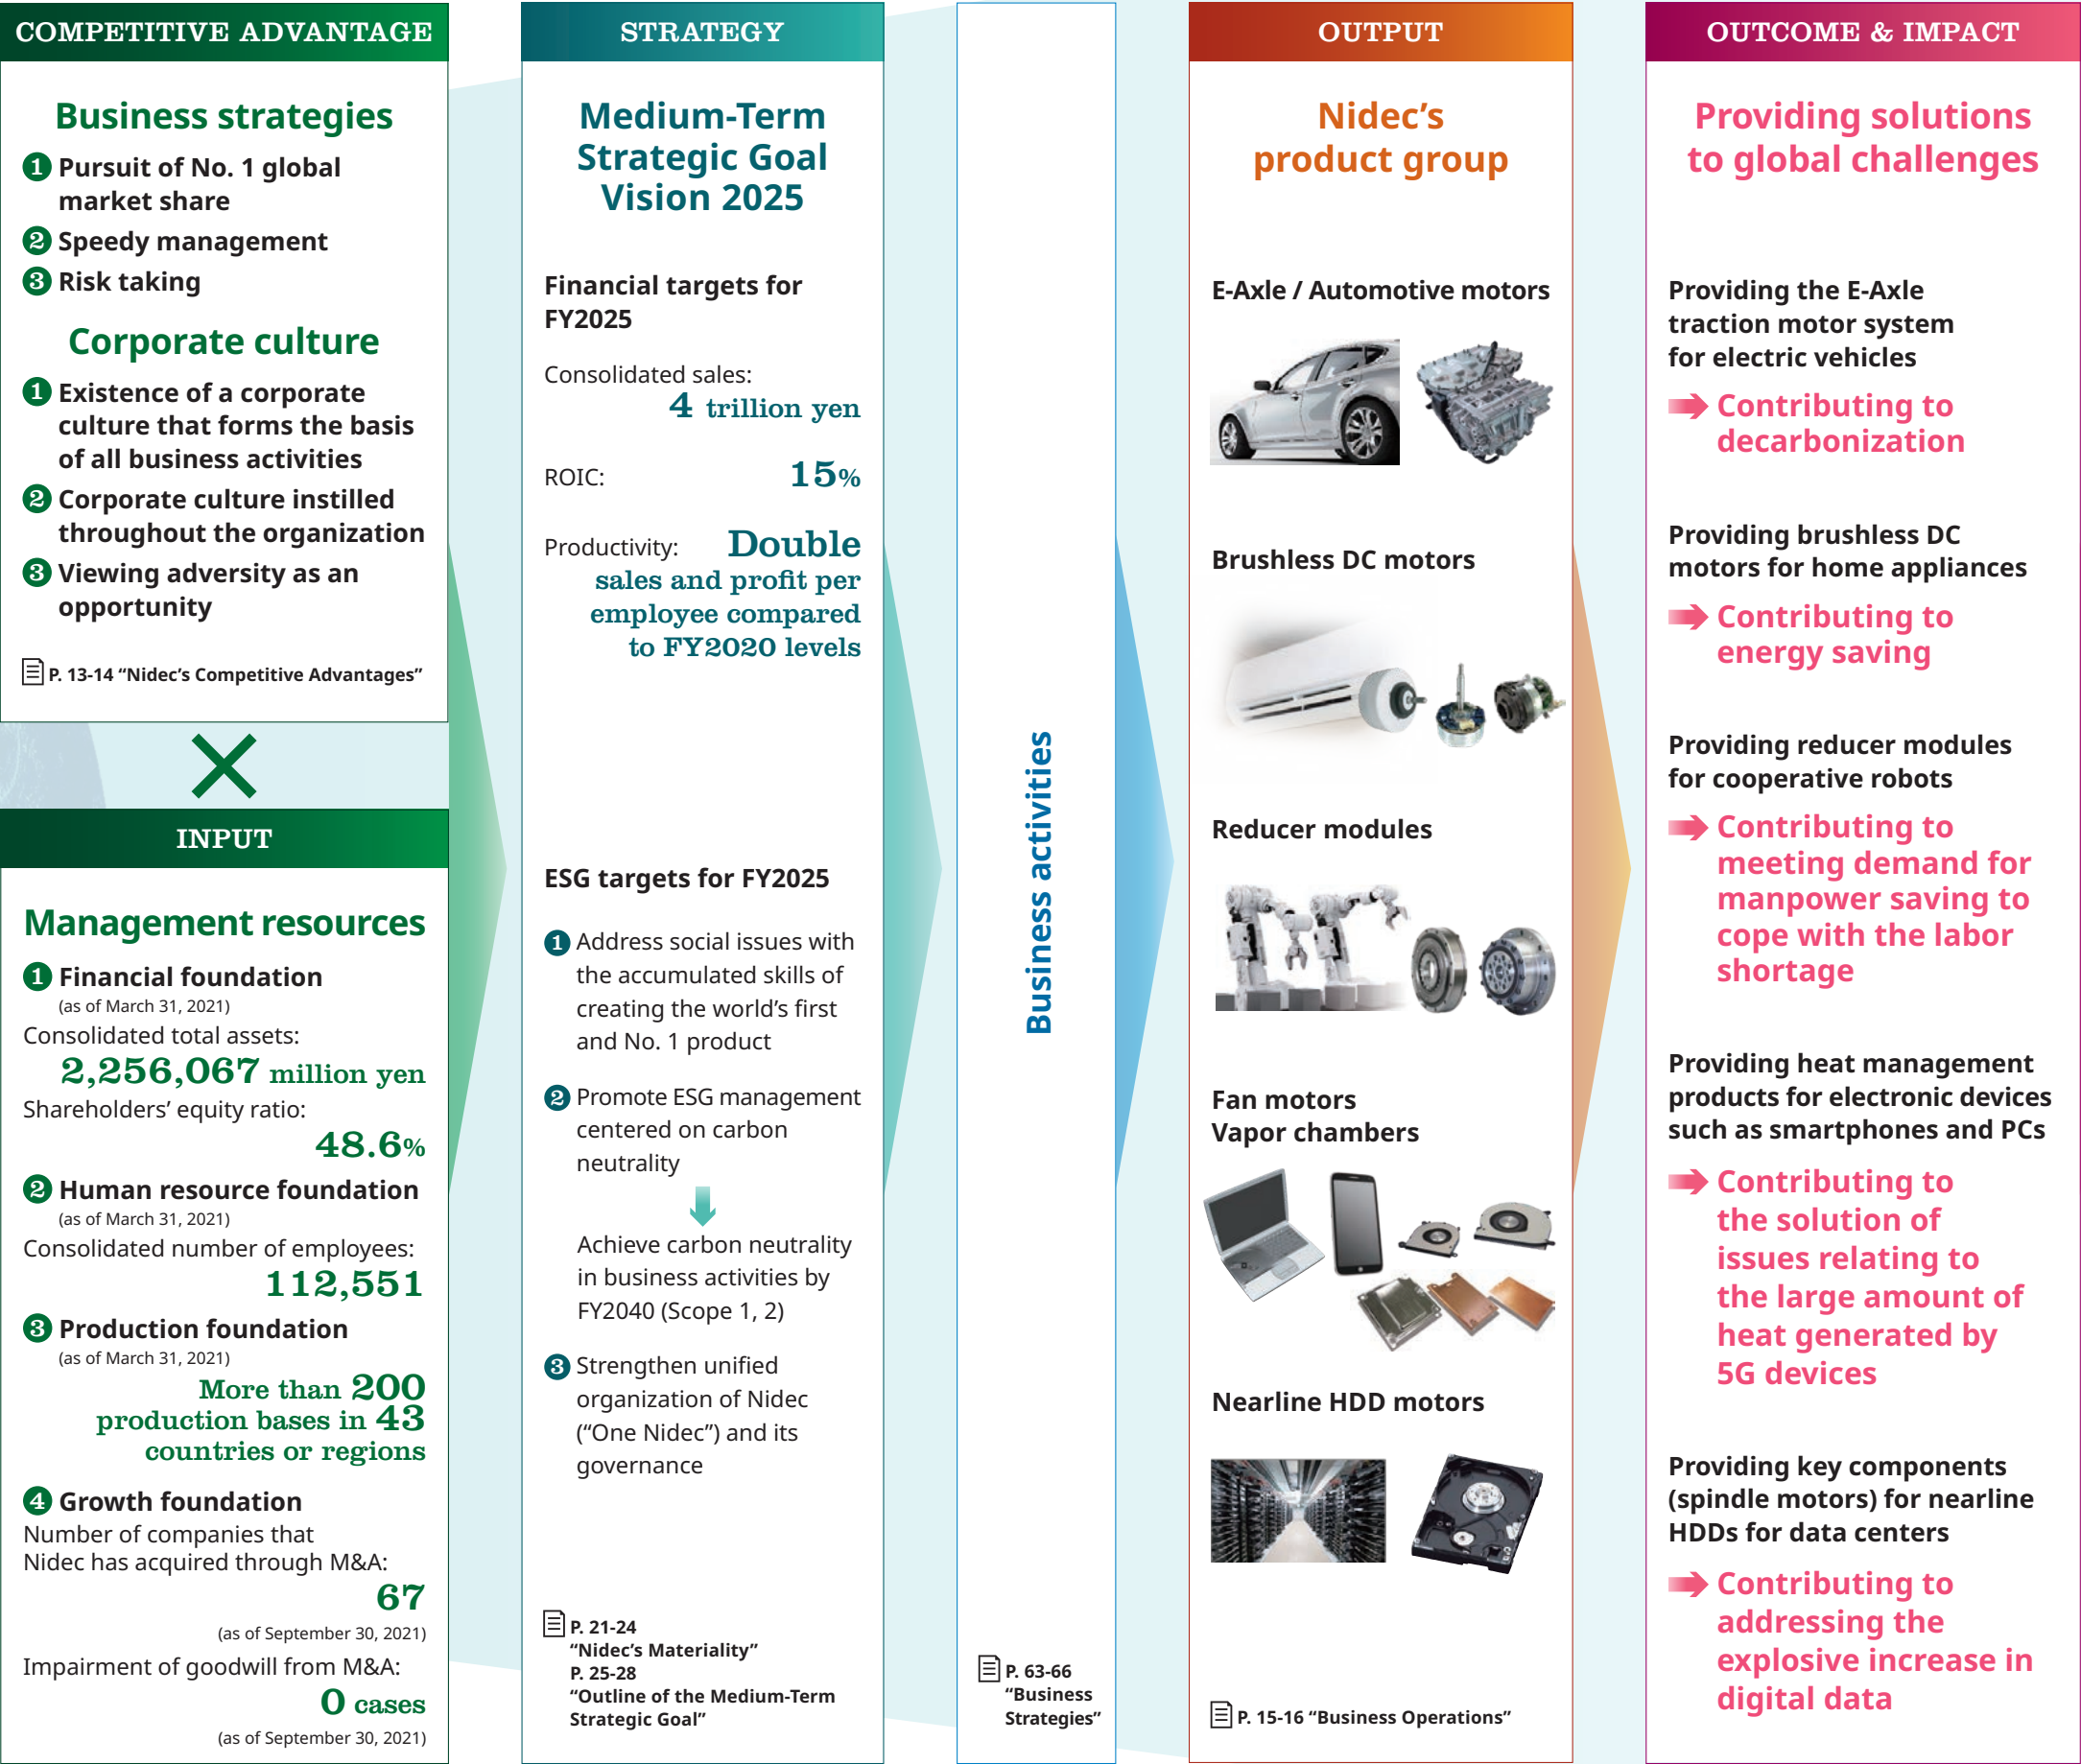 COMPETITIVE ADVANTAGE
Business strategies
1 Pursuit of No. 1 global
market share
2 Speedy management
3 Risk taking
Corporate culture
1 Existence of a corporate
culture that forms the basis
of all business activities
2 Corporate culture instilled
throughout the organization
3 Viewing adversity as an
opportunity
P. 13-14 “Nidec’s Competitive Advantages”
INPUT
Management resources
1 Financial foundation
(as of March 31, 2021)
Consolidated total assets:
2,256,067 million yen
Shareholders’ equity ratio:
48.6%
2 Human resource foundation
(as of March 31, 2021)
Consolidated number of employees:
112,551
3 Production foundation
(as of March 31, 2021)
More than 200
production bases in 43
countries or regions
4 Growth foundation
Number of companies that
Nidec has acquired through M&A:
67
(as of September 30, 2021)
Impairment of goodwill from M&A:
0 cases
(as of September 30, 2021)
STRATEGY
Medium-Term
Strategic Goal
Vision 2025
Financial targets for
FY2025
Consolidated sales:
4 trillion yen
ROIC: 15%
Productivity: Double
sales and profit per
employee compared
to FY2020 levels
ESG targets for FY2025
1 Address social issues with
the accumulated skills of
creating the world’s first
and No. 1 product
2 Promote ESG management
centered on carbon
neutrality
Achieve carbon neutrality
in business activities by
FY2040 (Scope 1, 2)
3 Strengthen unified
organization of Nidec
(“One Nidec”) and its
governance
P. 21-24
“Nidec’s Materiality”
P. 25-28
“Outline of the Medium-Term
Strategic Goal”
Business activities
P. 63-66
“Business
Strategies”
OUTPUT
Nidec’s
product group
E-Axle / Automotive motors
Brushless DC motors
Reducer modules
Fan motors
Vapor chambers
Nearline HDD motors
P. 15-16 “Business Operations”
OUTCOME & IMPACT
Providing solutions
to global challenges
Providing the E-Axle
traction motor system
for electric vehicles
Contributing to
decarbonization
Providing brushless DC
motors for home appliances
Contributing to
energy saving
Providing reducer modules
for cooperative robots
Contributing to
meeting demand for
manpower saving to
cope with the labor
shortage
Providing heat management
products for electronic devices
such as smartphones and PCs
Contributing to
the solution of
issues relating to
the large amount of
heat generated by
5G devices
Providing key components
(spindle motors) for nearline
HDDs for data centers
Contributing to
addressing the
explosive increase in
digital data